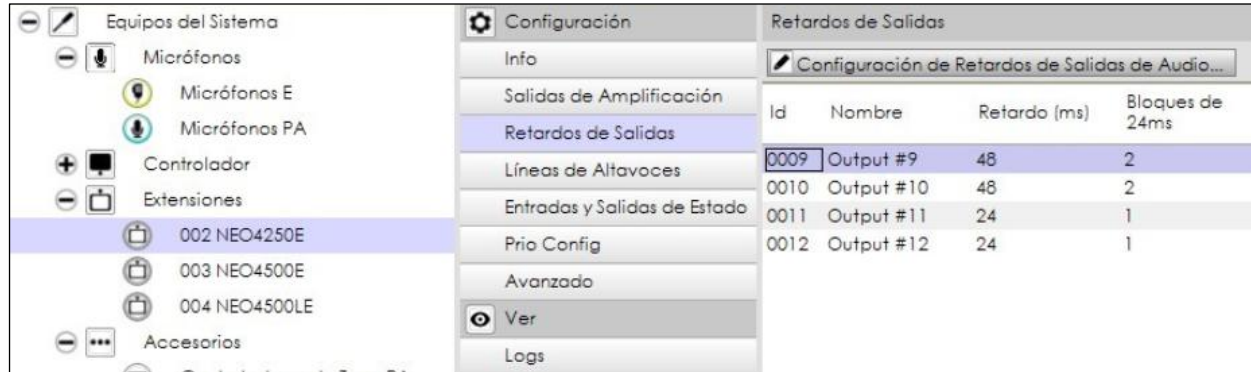 Equipos del Sistema
Micrófonos
Micrófonos E
Micrófonos PA
Controlador
Extensiones
002 NEO4250E
003 NEO4500E
004 NEO4500LE
Accesorios
Configuración
Info
Salidas de Amplificación
Retardos de Salidas
Líneas de Altavoces
Entradas y Salidas de Estado
Prio Config
Avanzado
Ver
Logs
Retardos de Salidas
Configuración de Retardos de Salidas de Audio...
Id Nombre Retardo (ms) Bloques de 24ms
0009 Output #9 48 2
0010 Output #10 48 2
0011 Output #11 24 1
0012 Output #12 24 1